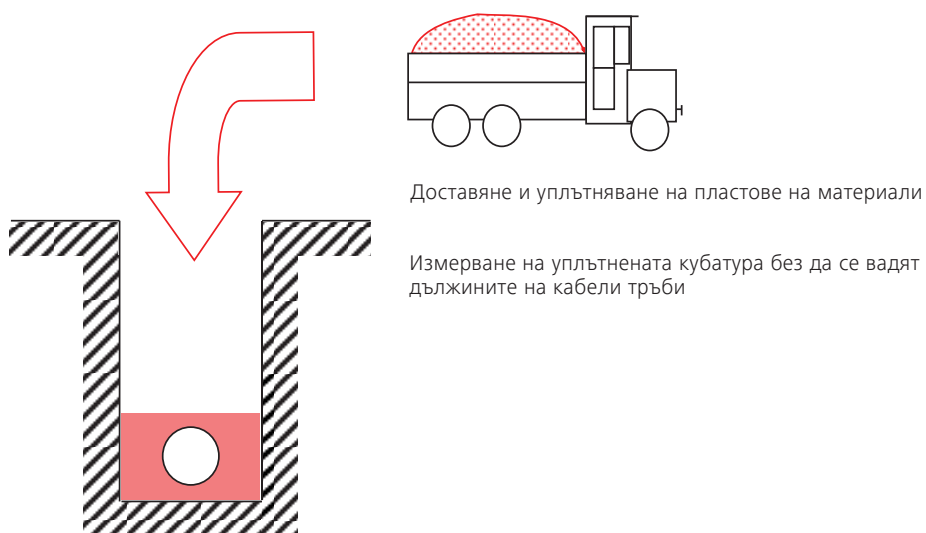 Доставяне и уплътняване на пластове на материали
Измерване на уплътнената кубатура без да се вадят
дължините на кабели тръби